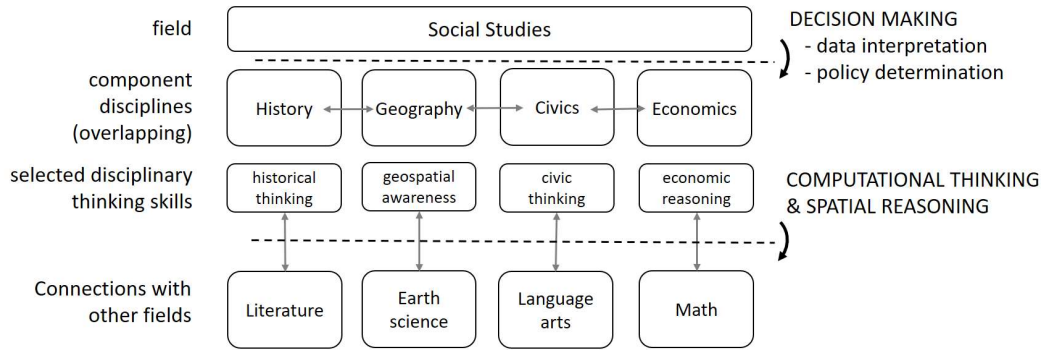 field
Social Studies
DECISION MAKING
- data interpretation
- policy determination
component
disciplines
(overlapping)
History
Geography
Civics
Economics
selected disciplinary
thinking skills
historical
thinking
geospatial
awareness
civic
thinking
economic
reasoning
COMPUTATIONAL THINKING
& SPATIAL REASONING
Connections with
other fields
Literature
Earth
science
Language
arts
Math